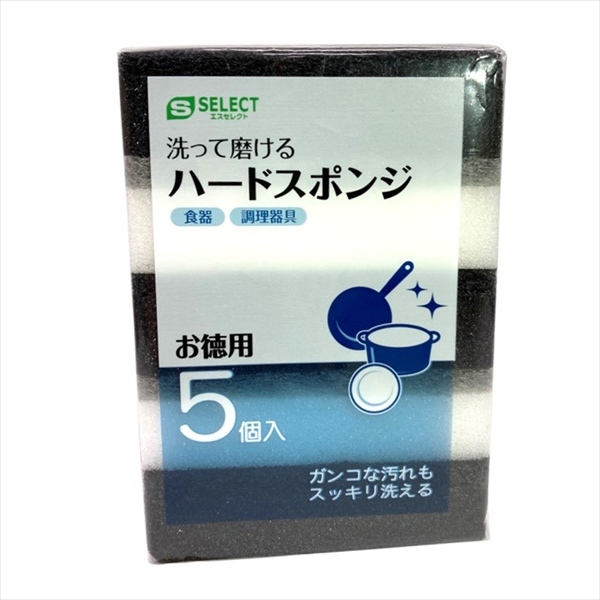 S SELECT
エスセレクト
洗って磨ける
ハードスポンジ
食器 調理器具
お徳用
5個入
ガンコな汚れも
スッキリ洗える